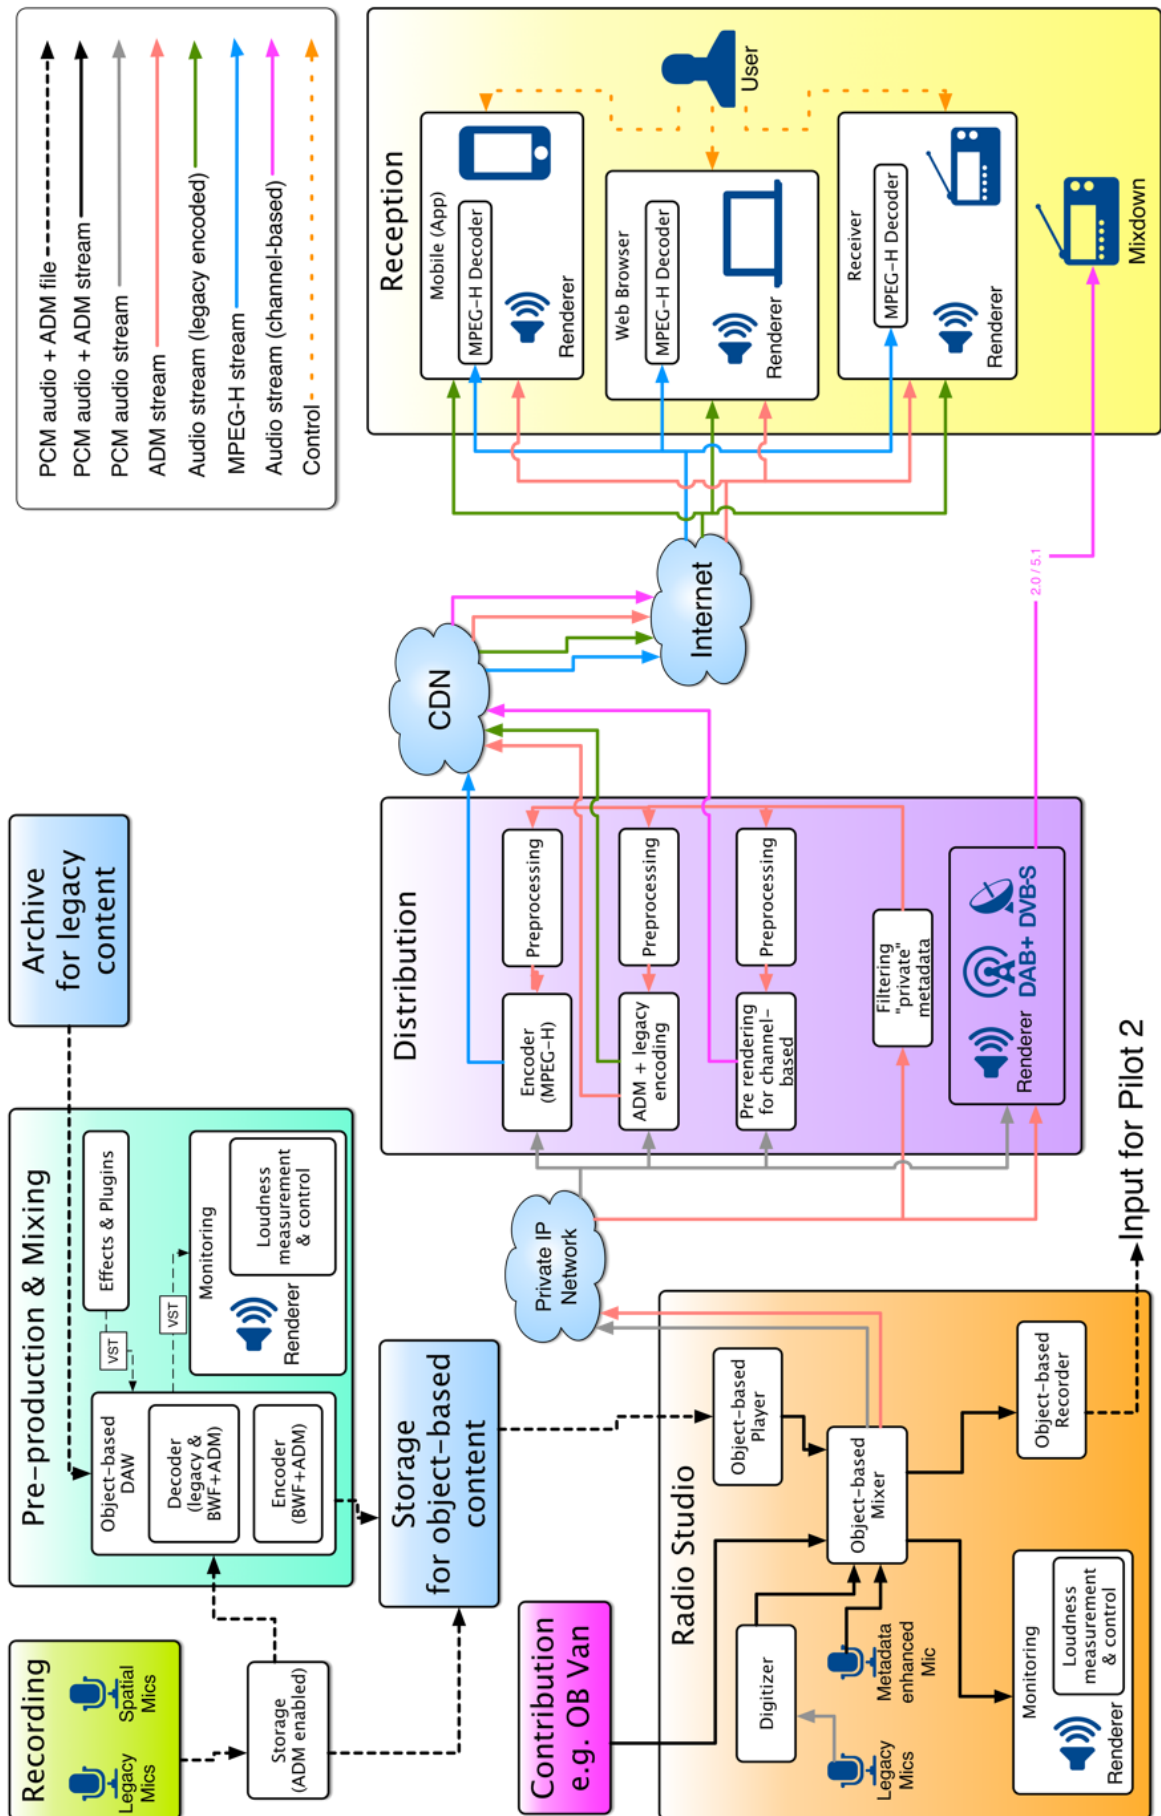 Recording
Legacy
Mics
Spatial
Mics
Storage
(ADM enabled)
Pre-production & Mixing
Object-based
DAW
Decoder
(legacy &
BWF+ADM)
Encoder
(BWF+ADM)
VST
Effects & Plugins
VST
Monitoring
Renderer
Loudness
measurement
& control
Archive
for legacy
content
PCM audio + ADM file
PCM audio + ADM stream
PCM audio stream
ADM stream
Audio stream (legacy encoded)
MPEG-H stream
Audio stream (channel-based)
Control
Storage
for object-based
content
Contribution
e.g. OB Van
Radio Studio
Digitizer
Legacy
Mics
Metadata
enhanced
Mic
Object-based
Player
Object-based
Mixer
Monitoring
Renderer
Loudness
measurement
& control
Object-based
Recorder
Input for Pilot 2
Private IP
Network
Distribution
Encoder
(MPEG-H)
Preprocessing
ADM + legacy
encoding
Preprocessing
Pre rendering
for channel-
based
Preprocessing
Filtering
"private"
metadata
Renderer
DAB+
DVB-S
CDN
Internet
2.0 / 5.1
Reception
Mobile (App)
MPEG-H Decoder
Renderer
Web Browser
MPEG-H Decoder
Renderer
Receiver
MPEG-H Decoder
Renderer
User
Mixdown